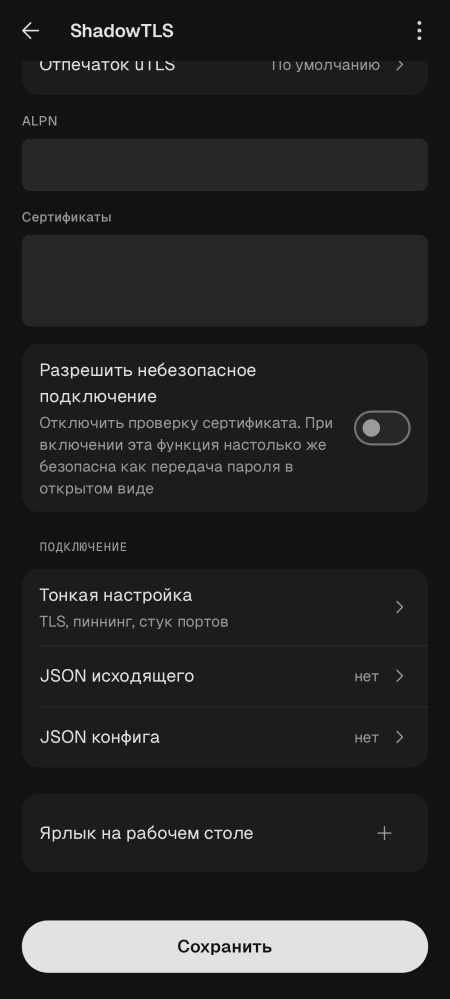 ShadowTLS
Отпечаток uTLS
По умолчанию
ALPN
Сертификаты
Разрешить небезопасное
подключение
Отключить проверку сертификата. При
включении эта функция настолько же
безопасна как передача пароля в
открытом виде
ПОДКЛЮЧЕНИЕ
Тонкая настройка
TLS, пиннинг, стук портов
JSON исходящего
нет
JSON конфига
нет
Ярлык на рабочем столе
Сохранить